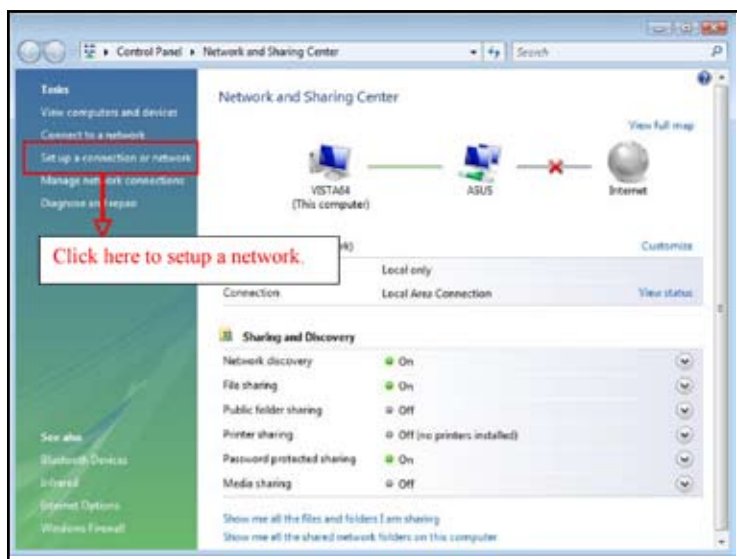 Control Panel ▸ Network and Sharing Center
Search
Tasks
View computers and devices
Connect to a network
Set up a connection or network
Manage network connections
Diagnose and repair
Click here to setup a network.
See also
Bluetooth Devices
Infrared
Internet Options
Windows Firewall
Network and Sharing Center
View full map
VISTA64
(This computer)
ASUS
Internet
Customize
Local only
Connection
Local Area Connection
View status
Sharing and Discovery
Network discovery
On
File sharing
On
Public folder sharing
Off
Printer sharing
Off (no printers installed)
Password protected sharing
On
Media sharing
Off
Show me all the files and folders I am sharing
Show me all the shared network folders on this computer